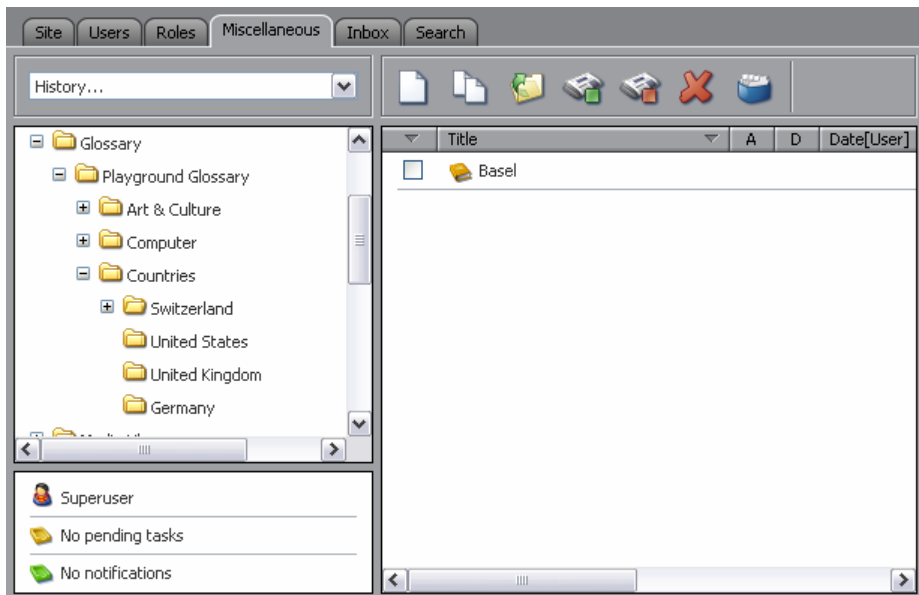 Site Users Roles Miscellaneous Inbox Search
History...
Glossary
Playground Glossary
Art & Culture
Computer
Countries
Switzerland
United States
United Kingdom
Germany
Superuser
No pending tasks
No notifications
Title A D Date[User]
Basel